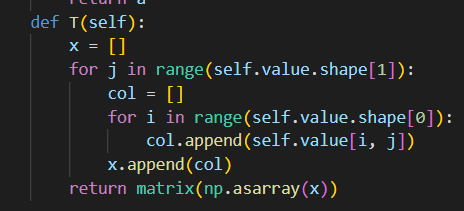 return a
def T(self):
    x = []
    for j in range(self.value.shape[1]):
        col = []
        for i in range(self.value.shape[0]):
            col.append(self.value[i, j])
        x.append(col)
    return matrix(np.asarray(x))